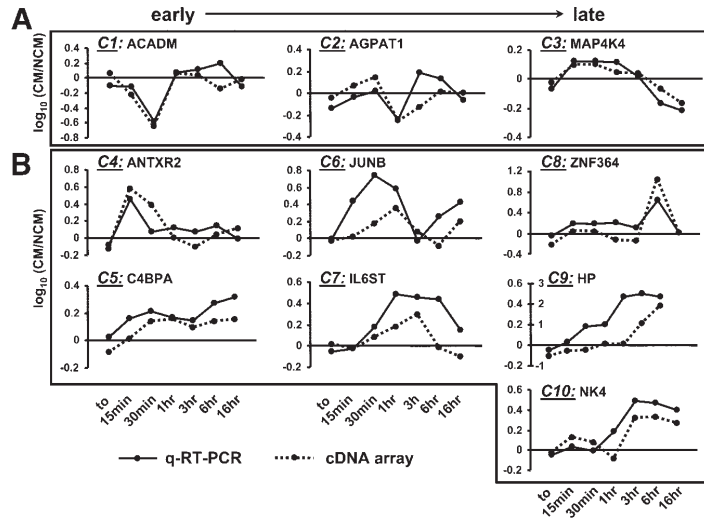 A
early
late
C1: ACADM
C2: AGPAT1
C3: MAP4K4
log10 (CM/NCM)
0.4
0.2
0
-0.2
-0.4
-0.6
-0.8
0.4
0.2
0
-0.2
-0.4
0.2
0
-0.2
-0.4
B
C4: ANTXR2
C6: JUNB
C8: ZNF364
log10 (CM/NCM)
0.8
0.6
0.4
0.2
0
-0.2
0.8
0.6
0.4
0.2
0
-0.2
1.2
0.8
0.4
0
-0.4
C5: C4BPA
C7: IL6ST
C9: HP
0.4
0.2
0
-0.2
0.6
0.4
0.2
0
-0.2
0.6 3
0.4 2
0.2 1
0
-0.2 -1
to 15min 30min 1hr 3hr 6hr 16hr
to 15min 30min 1hr 3h 6hr 16hr
C10: NK4
0.6
0.4
0.2
0
-0.2
to 15min 30min 1hr 3hr 6hr 16hr
q-RT-PCR
cDNA array